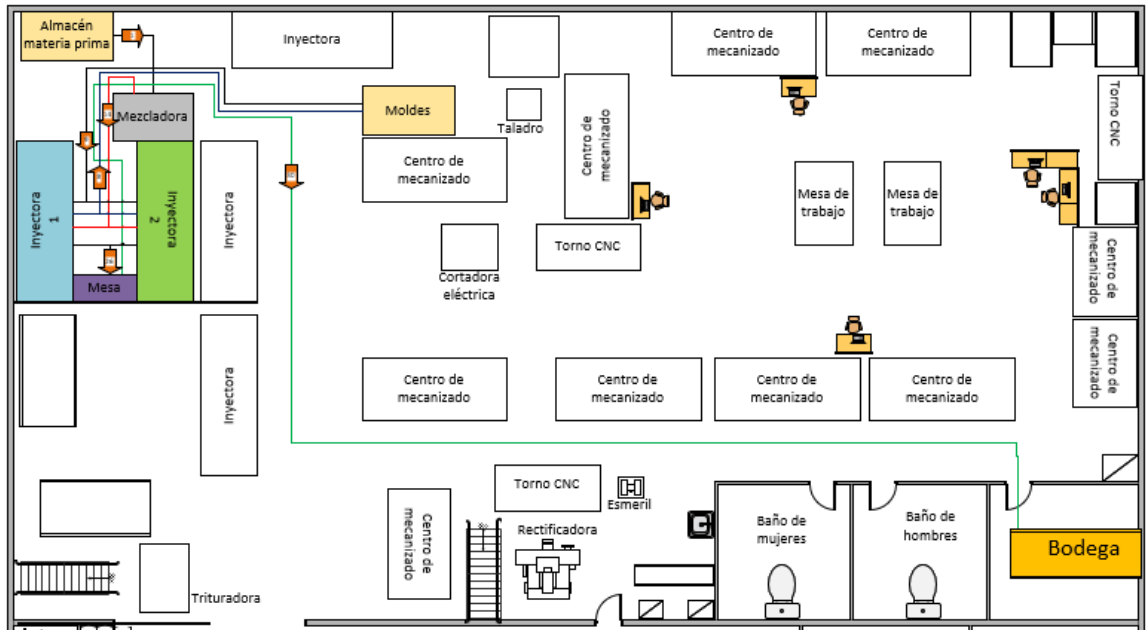 Almacén
materia prima
Inyectora
Centro de
mecanizado
Centro de
mecanizado
Mezcladora
Moldes
Taladro
Centro de
mecanizado
Torno CNC
Centro de
mecanizado
Inyectora
1
Inyectora
2
Inyectora
Mesa de
trabajo
Mesa de
trabajo
Torno CNC
Cortadora
eléctrica
Centro de
mecanizado
Mesa
Inyectora
Centro de
mecanizado
Centro de
mecanizado
Centro de
mecanizado
Centro de
mecanizado
Centro de
mecanizado
Torno CNC
Esmeril
Centro de
mecanizado
Rectificadora
Baño de
mujeres
Baño de
hombres
Bodega
Trituradora